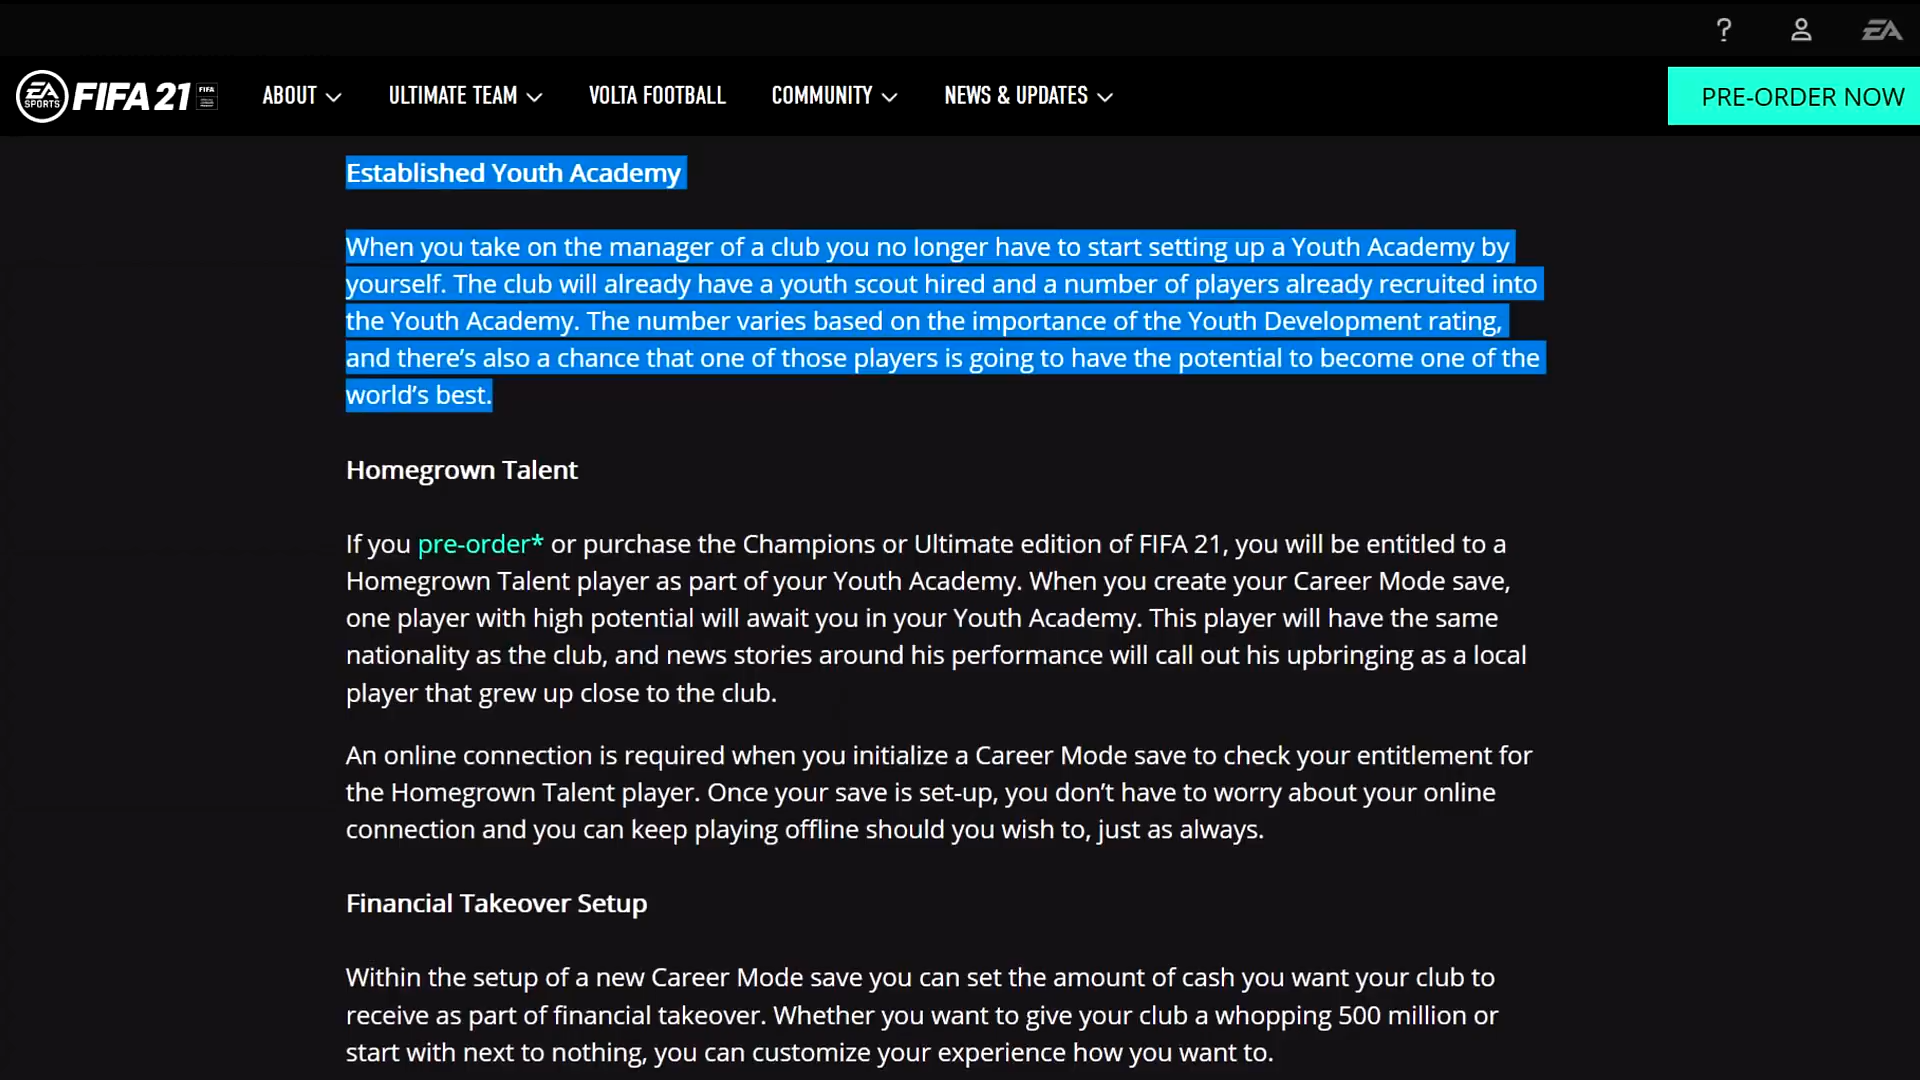 ?
EA
EA SPORTS FIFA 21 FIFA
ABOUT ULTIMATE TEAM VOLTA FOOTBALL COMMUNITY NEWS & UPDATES
PRE-ORDER NOW
Established Youth Academy
When you take on the manager of a club you no longer have to start setting up a Youth Academy by
yourself. The club will already have a youth scout hired and a number of players already recruited into
the Youth Academy. The number varies based on the importance of the Youth Development rating,
and there’s also a chance that one of those players is going to have the potential to become one of the
world’s best.
Homegrown Talent
If you pre-order* or purchase the Champions or Ultimate edition of FIFA 21, you will be entitled to a
Homegrown Talent player as part of your Youth Academy. When you create your Career Mode save,
one player with high potential will await you in your Youth Academy. This player will have the same
nationality as the club, and news stories around his performance will call out his upbringing as a local
player that grew up close to the club.
An online connection is required when you initialize a Career Mode save to check your entitlement for
the Homegrown Talent player. Once your save is set-up, you don’t have to worry about your online
connection and you can keep playing offline should you wish to, just as always.
Financial Takeover Setup
Within the setup of a new Career Mode save you can set the amount of cash you want your club to
receive as part of financial takeover. Whether you want to give your club a whopping 500 million or
start with next to nothing, you can customize your experience how you want to.